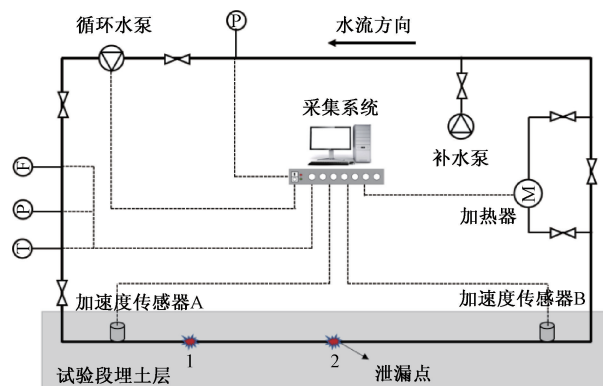 循环水泵
P
水流方向
采集系统
补水泵
F
P
T
M
加热器
加速度传感器A
加速度传感器B
1
2
泄漏点
试验段埋土层